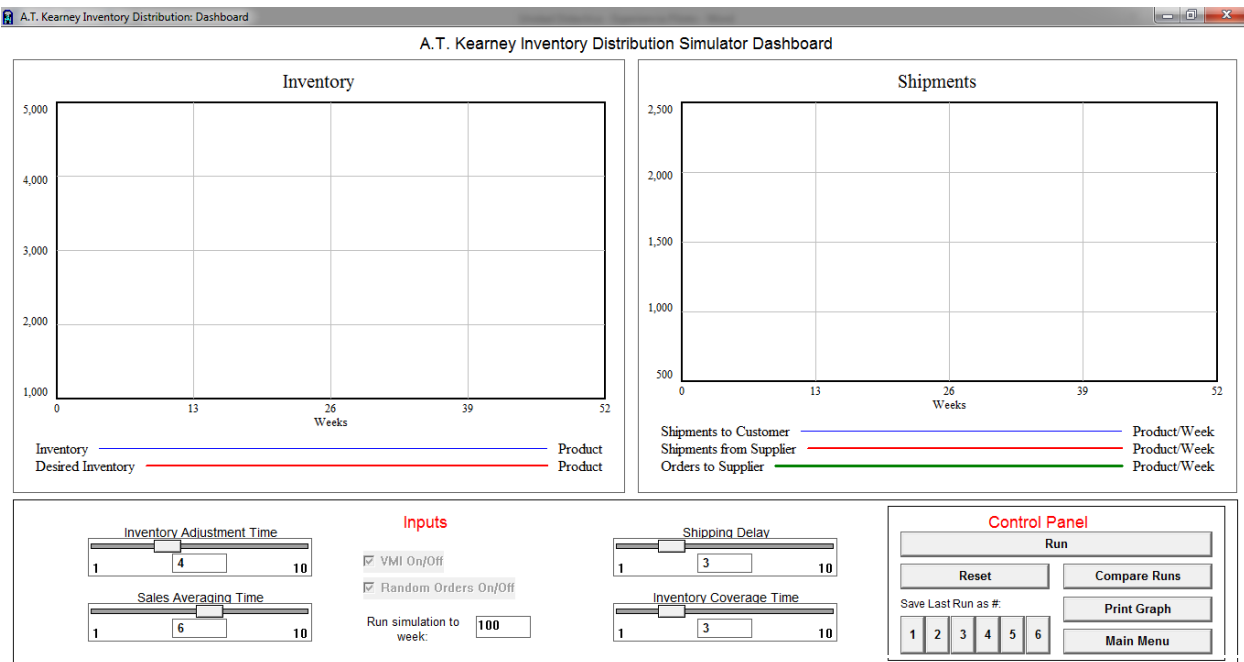 A.T. Kearney Inventory Distribution: Dashboard
A.T. Kearney Inventory Distribution Simulator Dashboard
Inventory
5,000
4,000
3,000
2,000
1,000
0 13 26 39 52
Weeks
Inventory Product
Desired Inventory Product
Shipments
2,500
2,000
1,500
1,000
500
0 13 26 39 52
Weeks
Shipments to Customer Product/Week
Shipments from Supplier Product/Week
Orders to Supplier Product/Week
Inputs
Inventory Adjustment Time
4
1 10
Sales Averaging Time
6
1 10
VMI On/Off
Random Orders On/Off
Run simulation to
week:
100
Shipping Delay
3
1 10
Inventory Coverage Time
3
1 10
Control Panel
Run
Reset
Compare Runs
Save Last Run as #:
1 2 3 4 5 6
Print Graph
Main Menu